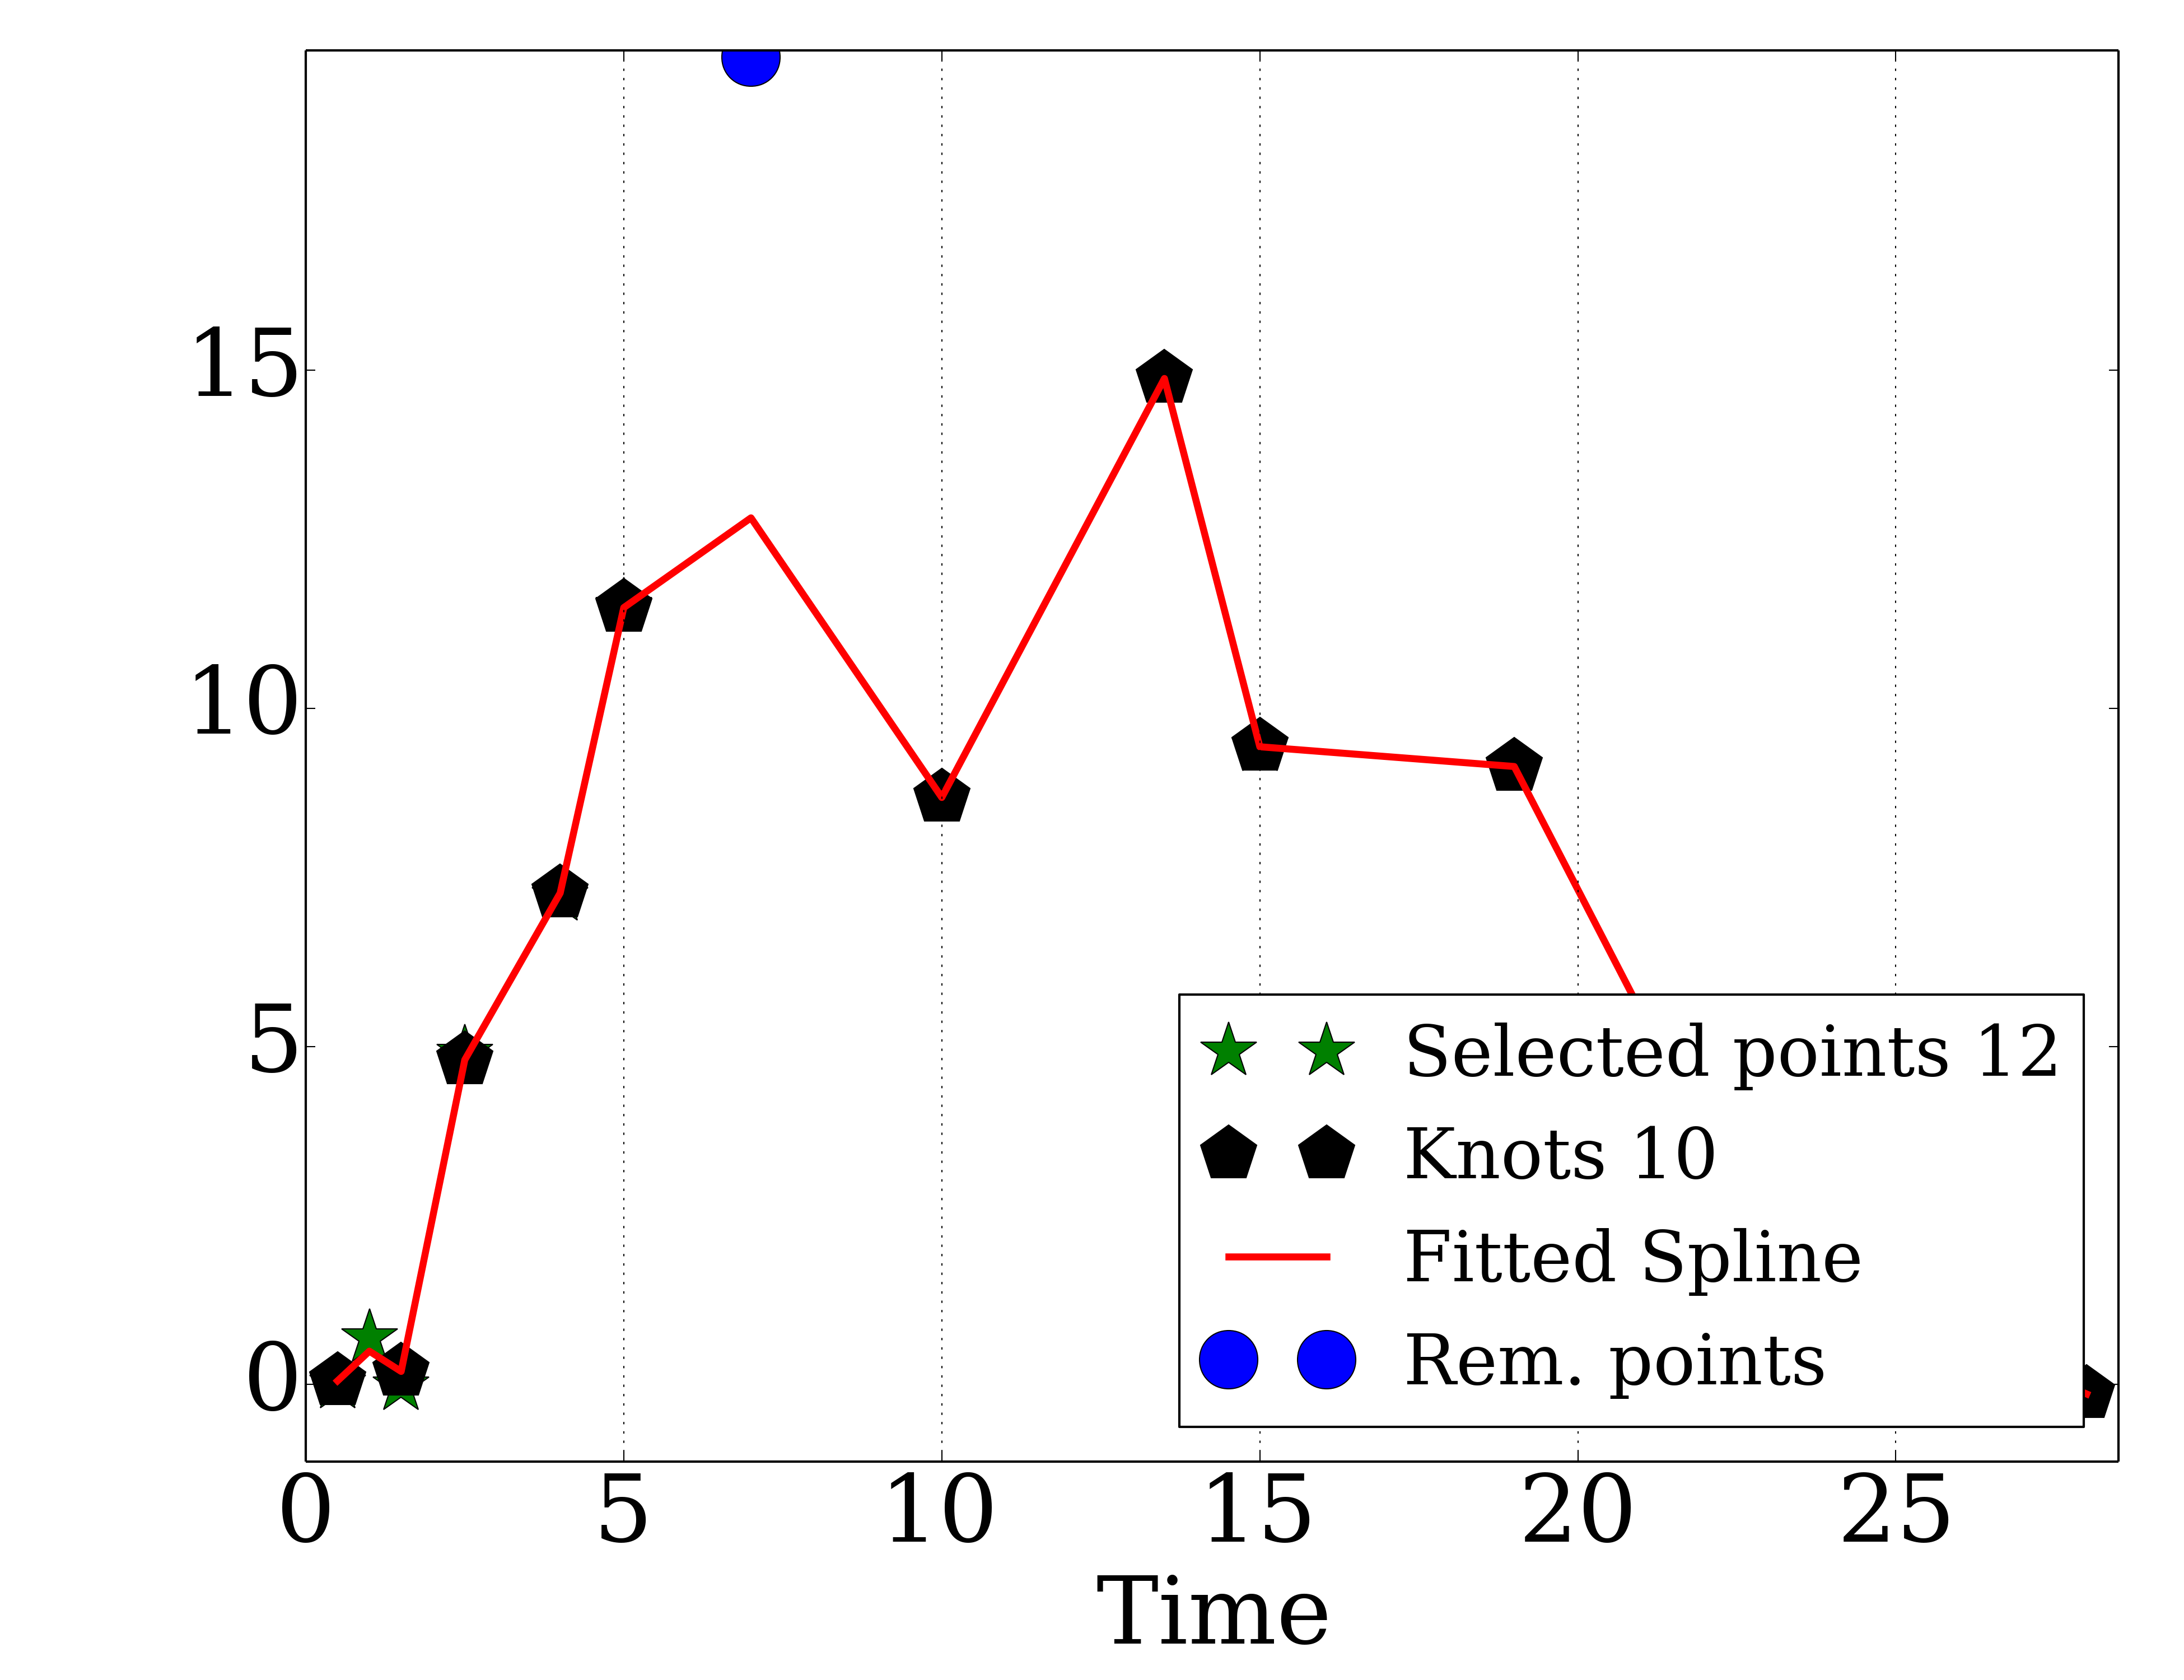 15
10
5
0
0 5 10 15 20 25
Time
Selected points 12
Knots 10
Fitted Spline
Rem. points